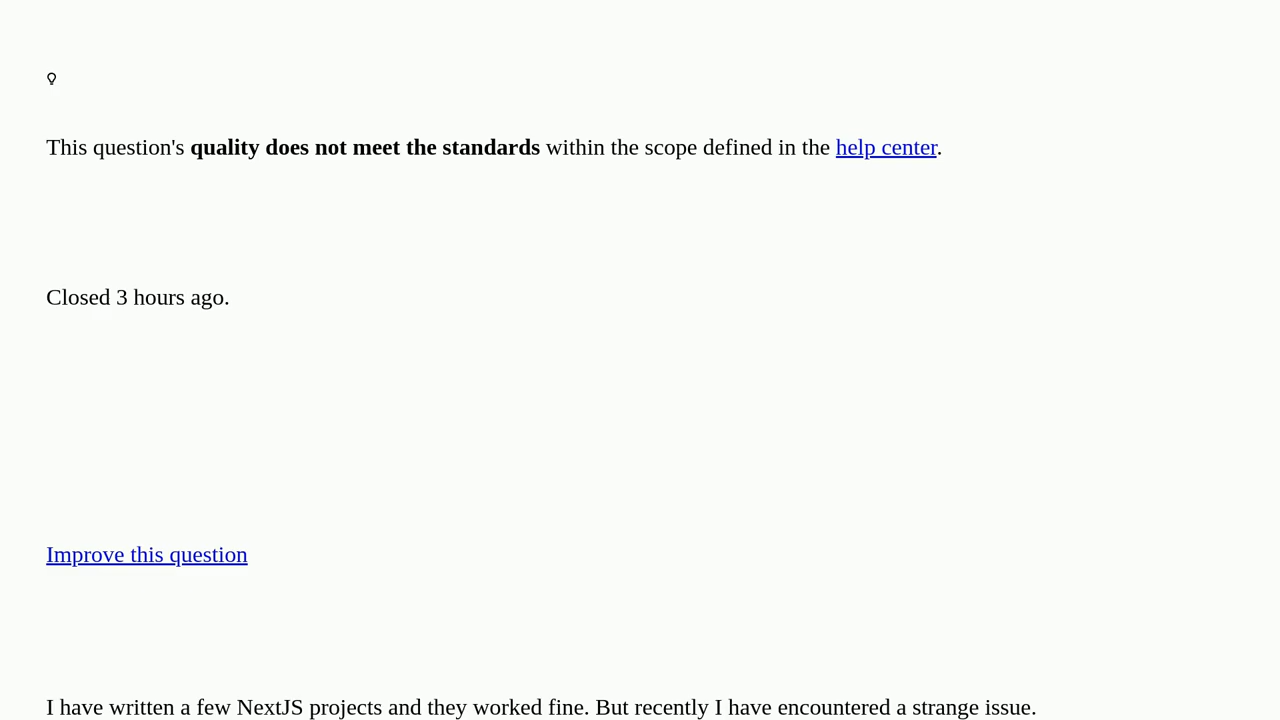 This question's quality does not meet the standards within the scope defined in the help center.
Closed 3 hours ago.
Improve this question
I have written a few NextJS projects and they worked fine. But recently I have encountered a strange issue.